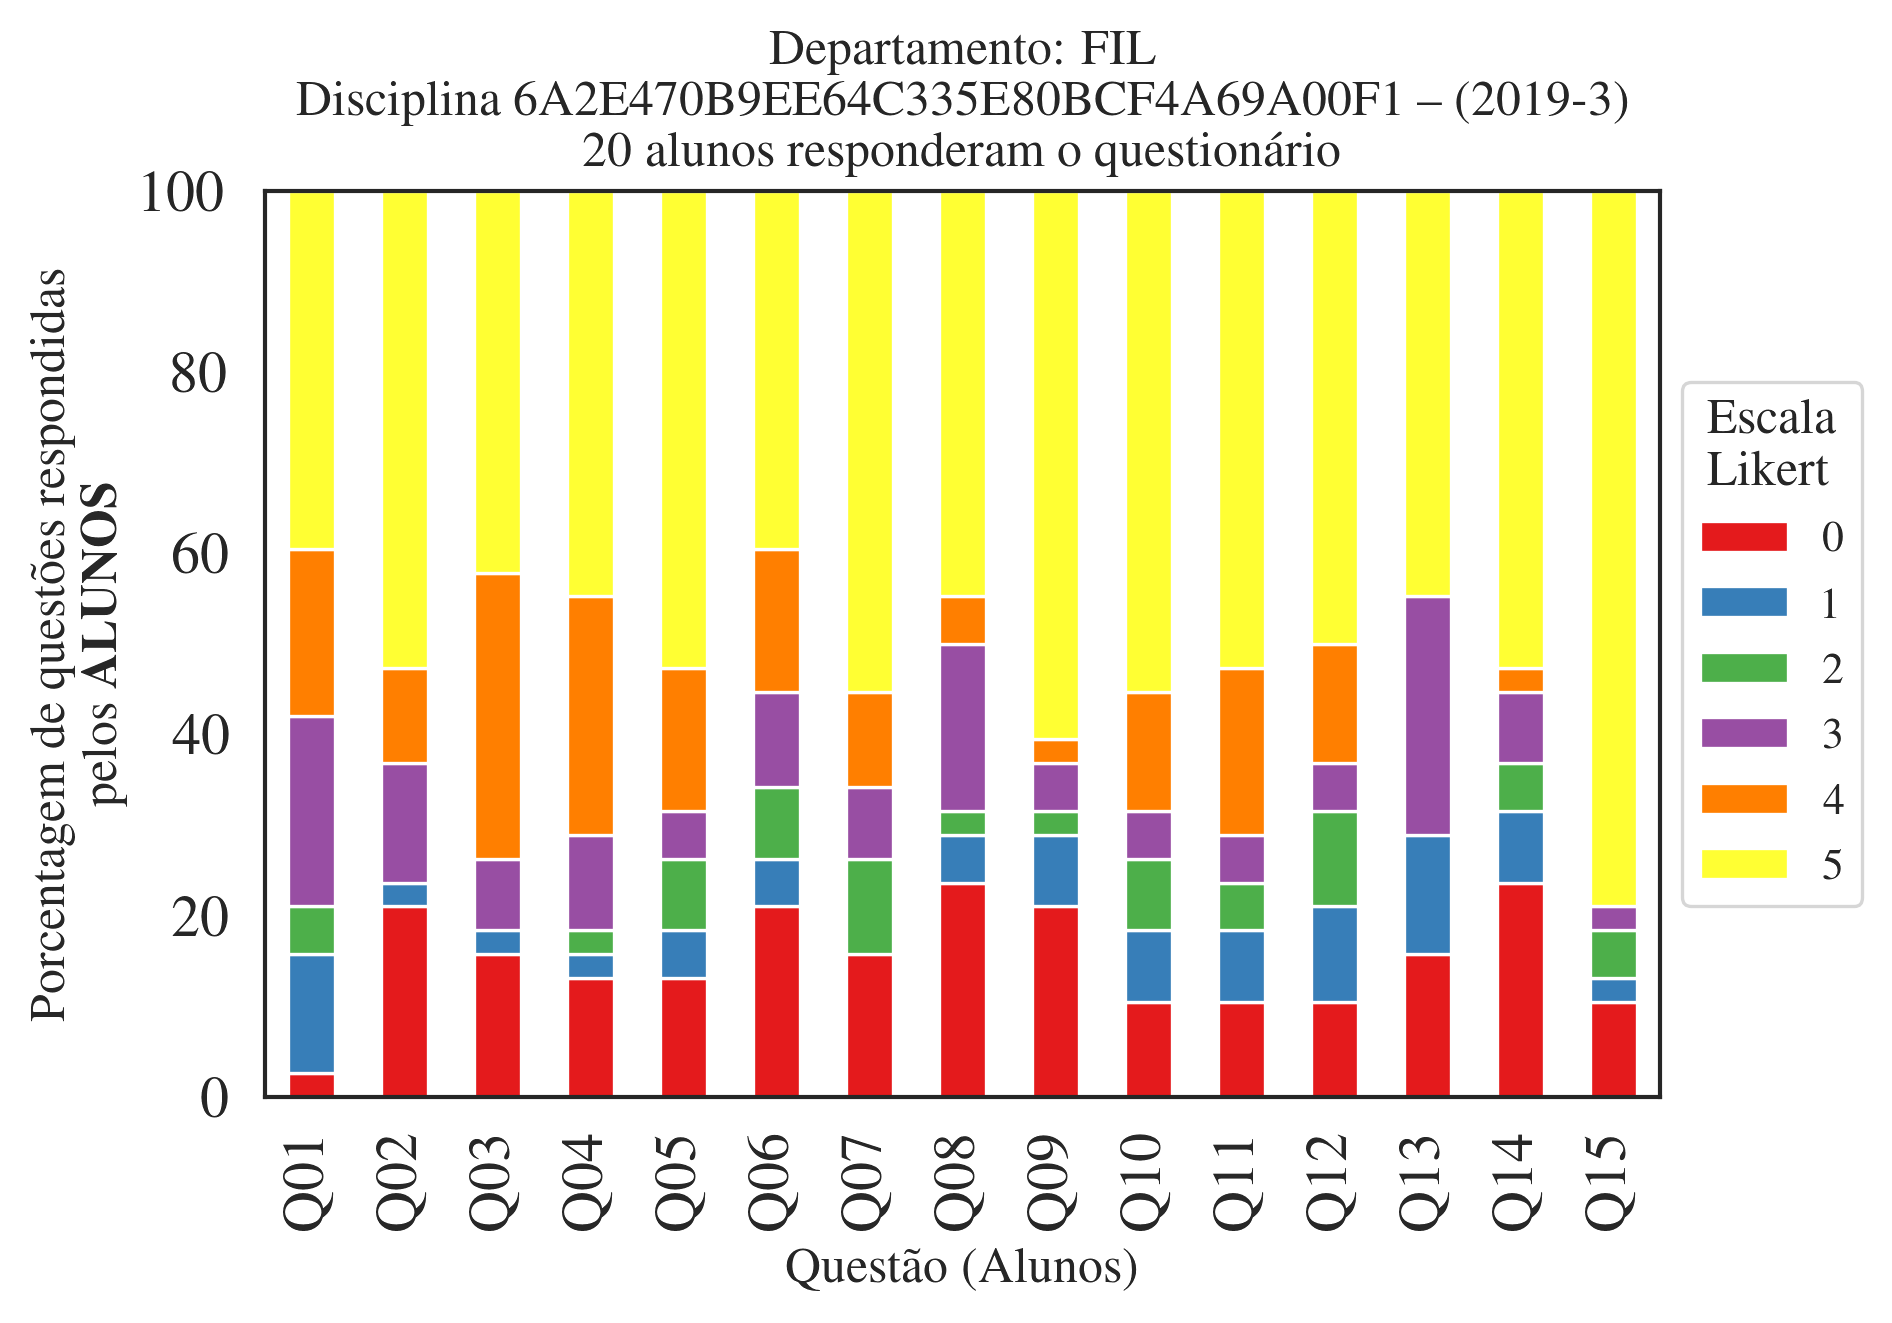 Departamento: FIL
Disciplina 6A2E470B9EE64C335E80BCF4A69A00F1 – (2019-3)
20 alunos responderam o questionário
Porcentagem de questões respondidas
pelos ALUNOS
100
80
60
40
20
0
Q01
Q02
Q03
Q04
Q05
Q06
Q07
Q08
Q09
Q10
Q11
Q12
Q13
Q14
Q15
Questão (Alunos)
Escala
Likert
0
1
2
3
4
5